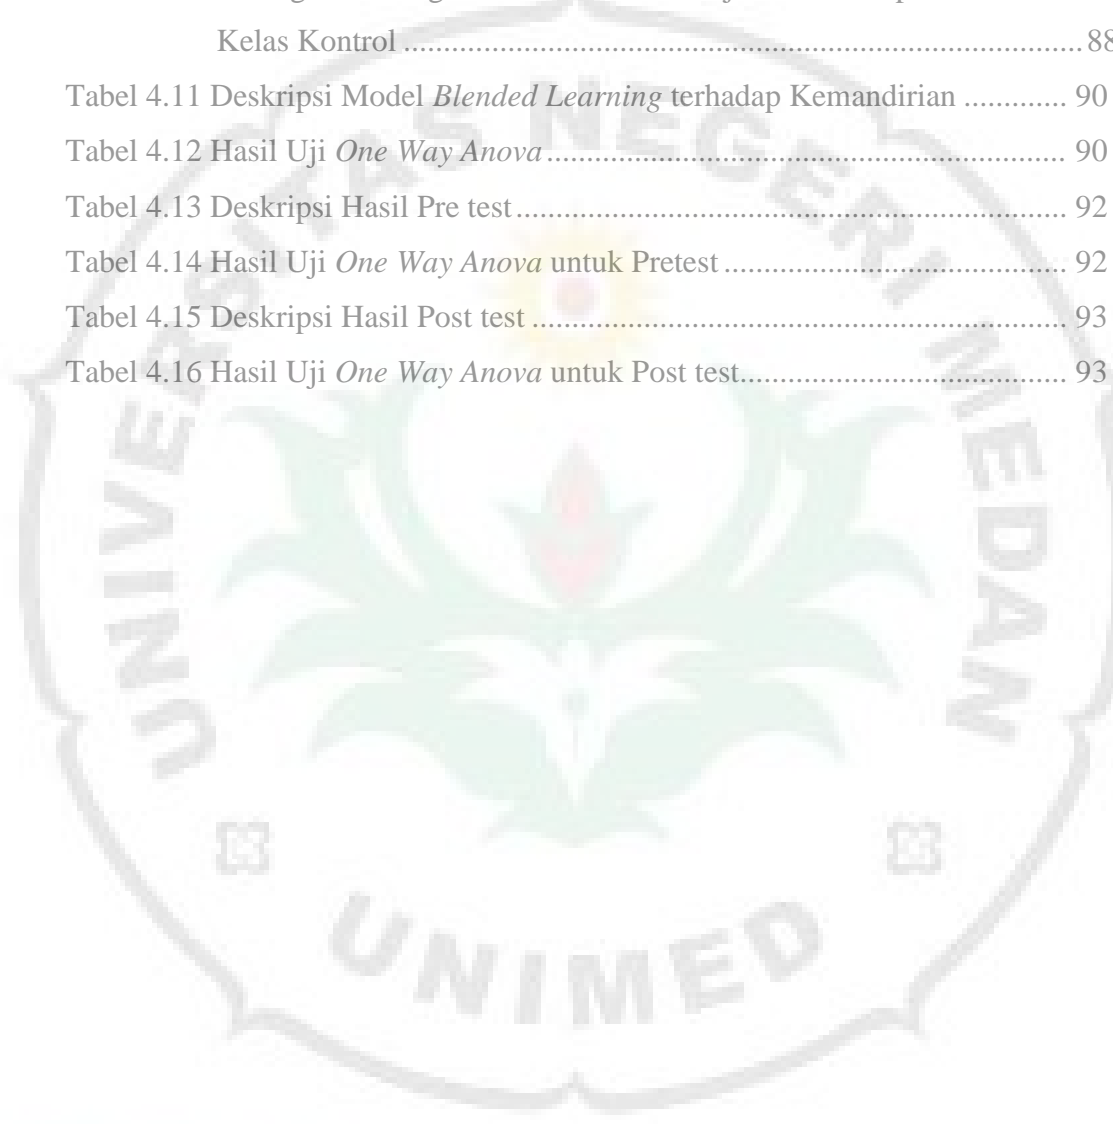 Kelas Kontrol ........................................................................ 88
Tabel 4.11 Deskripsi Model Blended Learning terhadap Kemandirian ............. 90
Tabel 4.12 Hasil Uji One Way Anova ....................................................... 90
Tabel 4.13 Deskripsi Hasil Pre test ........................................................... 92
Tabel 4.14 Hasil Uji One Way Anova untuk Pretest ..................................... 92
Tabel 4.15 Deskripsi Hasil Post test ......................................................... 93
Tabel 4.16 Hasil Uji One Way Anova untuk Post test................................... 93
UNIVERSITAS NEGERI MEDAN
UNIMED